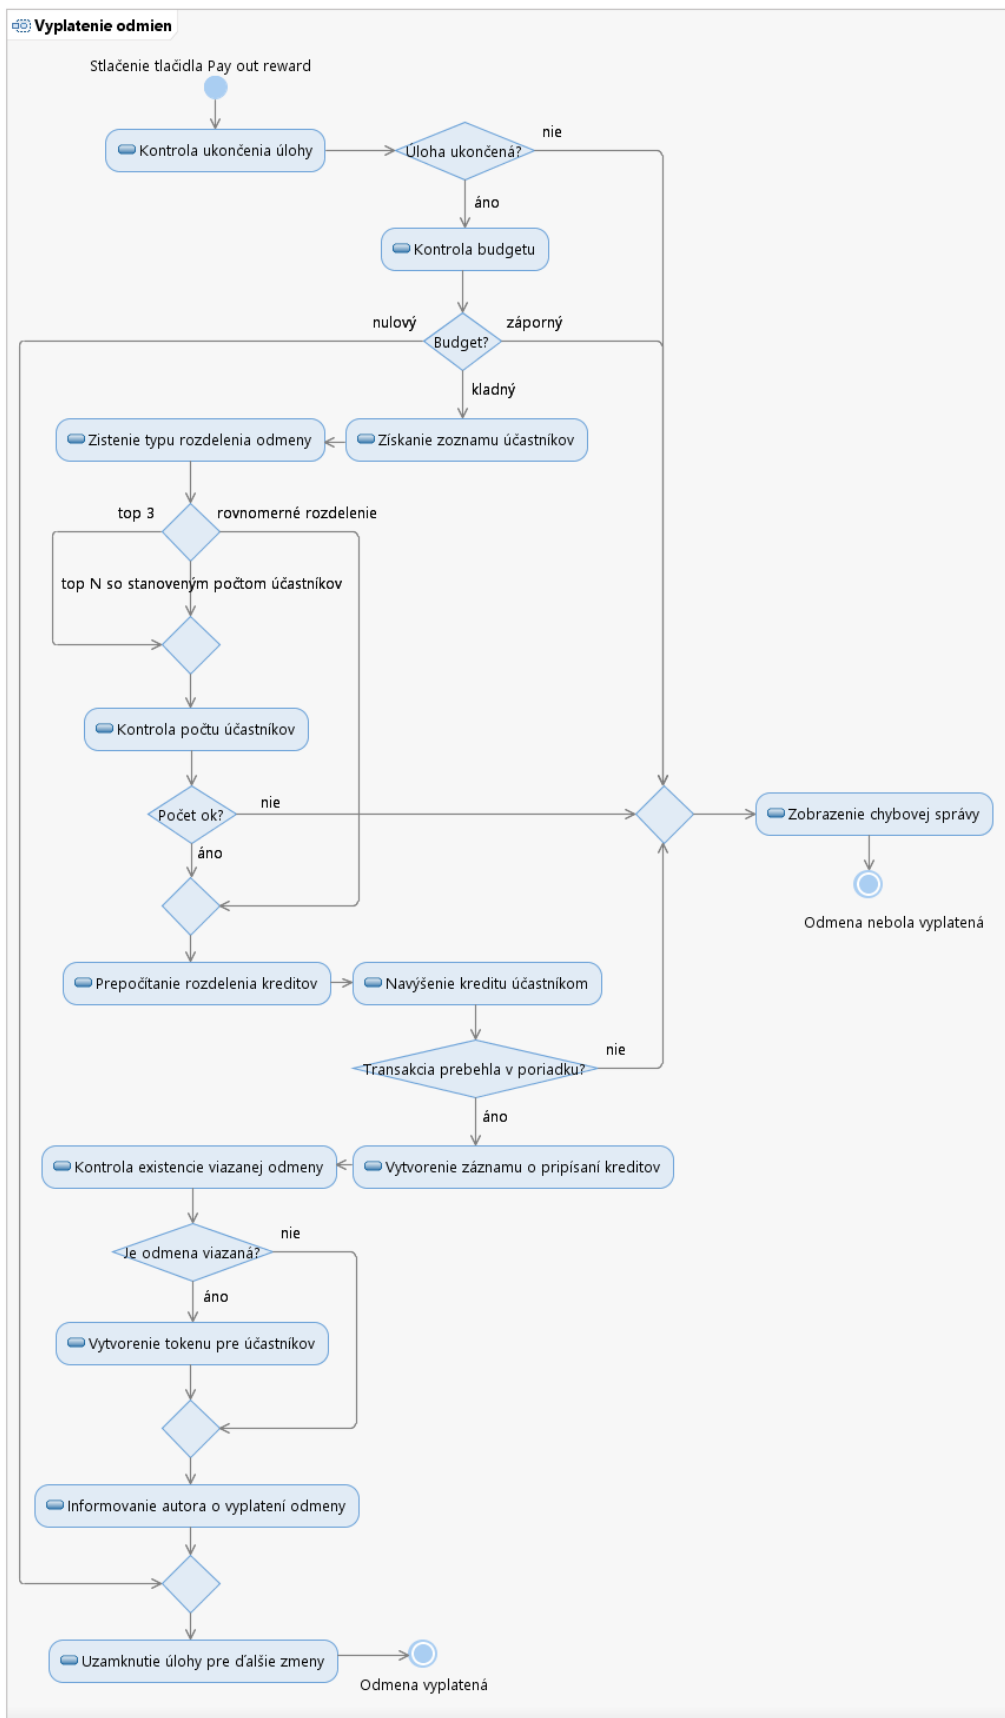 Vyplatenie odmien
Stlačenie tlačidla Pay out reward
Kontrola ukončenia úlohy
Úloha ukončená?
nie
áno
Kontrola budgetu
nulový
záporný
Budget?
kladný
Zistenie typu rozdelenia odmeny
Získanie zoznamu účastníkov
top 3
rovnomerné rozdelenie
top N so stanoveným počtom účastníkov
Kontrola počtu účastníkov
Počet ok?
nie
Zobrazenie chybovej správy
áno
Odmena nebola vyplatená
Prepočítanie rozdelenia kreditov
Navýšenie kreditu účastníkom
nie
Transakcia prebehla v poriadku?
áno
Kontrola existencie viazanej odmeny
Vytvorenie záznamu o pripísaní kreditov
nie
Je odmena viazaná?
áno
Vytvorenie tokenu pre účastníkov
Informovanie autora o vyplatení odmeny
Uzamknutie úlohy pre ďalšie zmeny
Odmena vyplatená